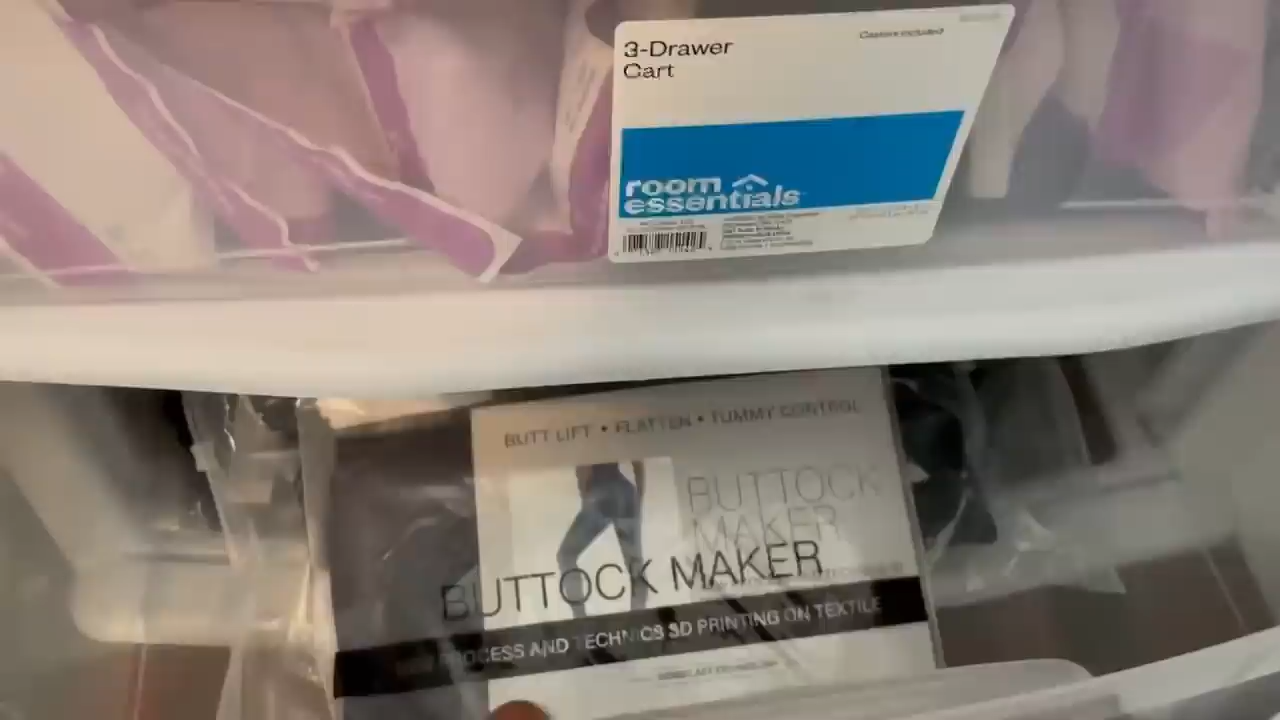 3-Drawer
Cart
Casters included
room
essentials
BUTT LIFT • FLATTEN • TUMMY CONTROL
BUTTOCK
MAKER
BUTTOCK MAKER
PROCESS AND TECHNICS 3D PRINTING ON TEXTILE